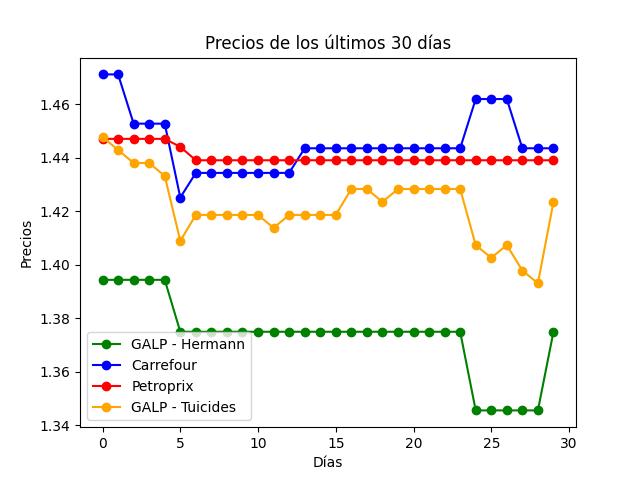 Precios de los últimos 30 días
Precios
1.46
1.44
1.42
1.40
1.38
1.36
1.34
GALP - Hermann
Carrefour
Petroprix
GALP - Tuicides
0 5 10 15 20 25 30
Días